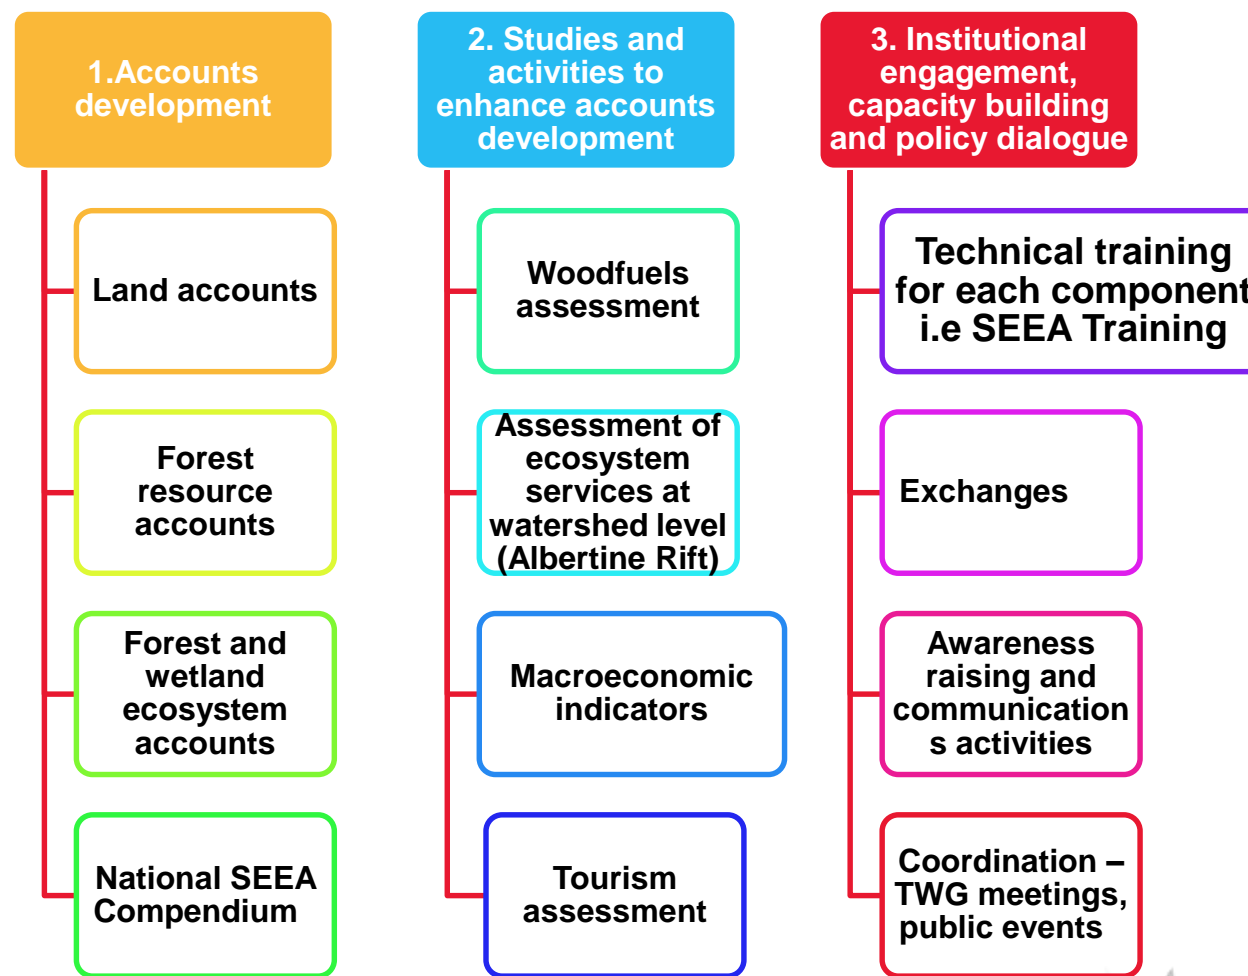 1.Accounts
development
Land accounts
Forest
resource
accounts
Forest and
wetland
ecosystem
accounts
National SEEA
Compendium
2. Studies and
activities to
enhance accounts
development
Woodfuels
assessment
Assessment of
ecosystem
services at
watershed level
(Albertine Rift)
Macroeconomic
indicators
Tourism
assessment
3. Institutional
engagement,
capacity building
and policy dialogue
Technical training
for each component
i.e SEEA Training
Exchanges
Awareness
raising and
communication
s activities
Coordination –
TWG meetings,
public events